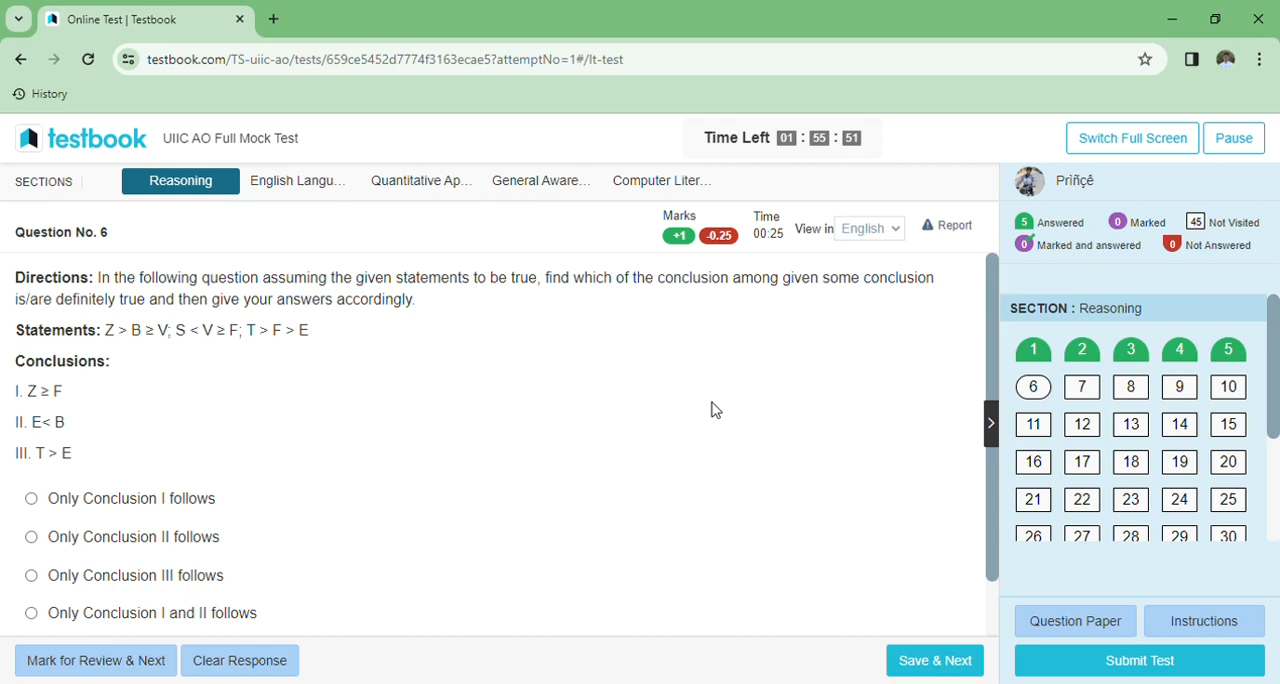 Online Test | Testbook
testbook.com/TS-uiic-ao/tests/659ce5452d7774f3163ecae5?attemptNo=1#/lt-test
History
testbook UIIC AO Full Mock Test Time Left 01 : 55 : 51 Switch Full Screen Pause
SECTIONS Reasoning English Langu... Quantitative Ap... General Aware... Computer Liter...
Priñçê
Question No. 6
Marks
+1 -0.25
Time
00:25
View in English
Report
5 Answered 0 Marked 45 Not Visited
0 Marked and answered 0 Not Answered
Directions: In the following question assuming the given statements to be true, find which of the conclusion among given some conclusion
is/are definitely true and then give your answers accordingly.
Statements: Z > B ≥ V; S < V ≥ F; T > F > E
Conclusions:
I. Z ≥ F
II. E< B
III. T > E
Only Conclusion I follows
Only Conclusion II follows
Only Conclusion III follows
Only Conclusion I and II follows
SECTION : Reasoning
1 2 3 4 5
6 7 8 9 10
11 12 13 14 15
16 17 18 19 20
21 22 23 24 25
26 27 28 29 30
Question Paper Instructions
Mark for Review & Next Clear Response Save & Next Submit Test